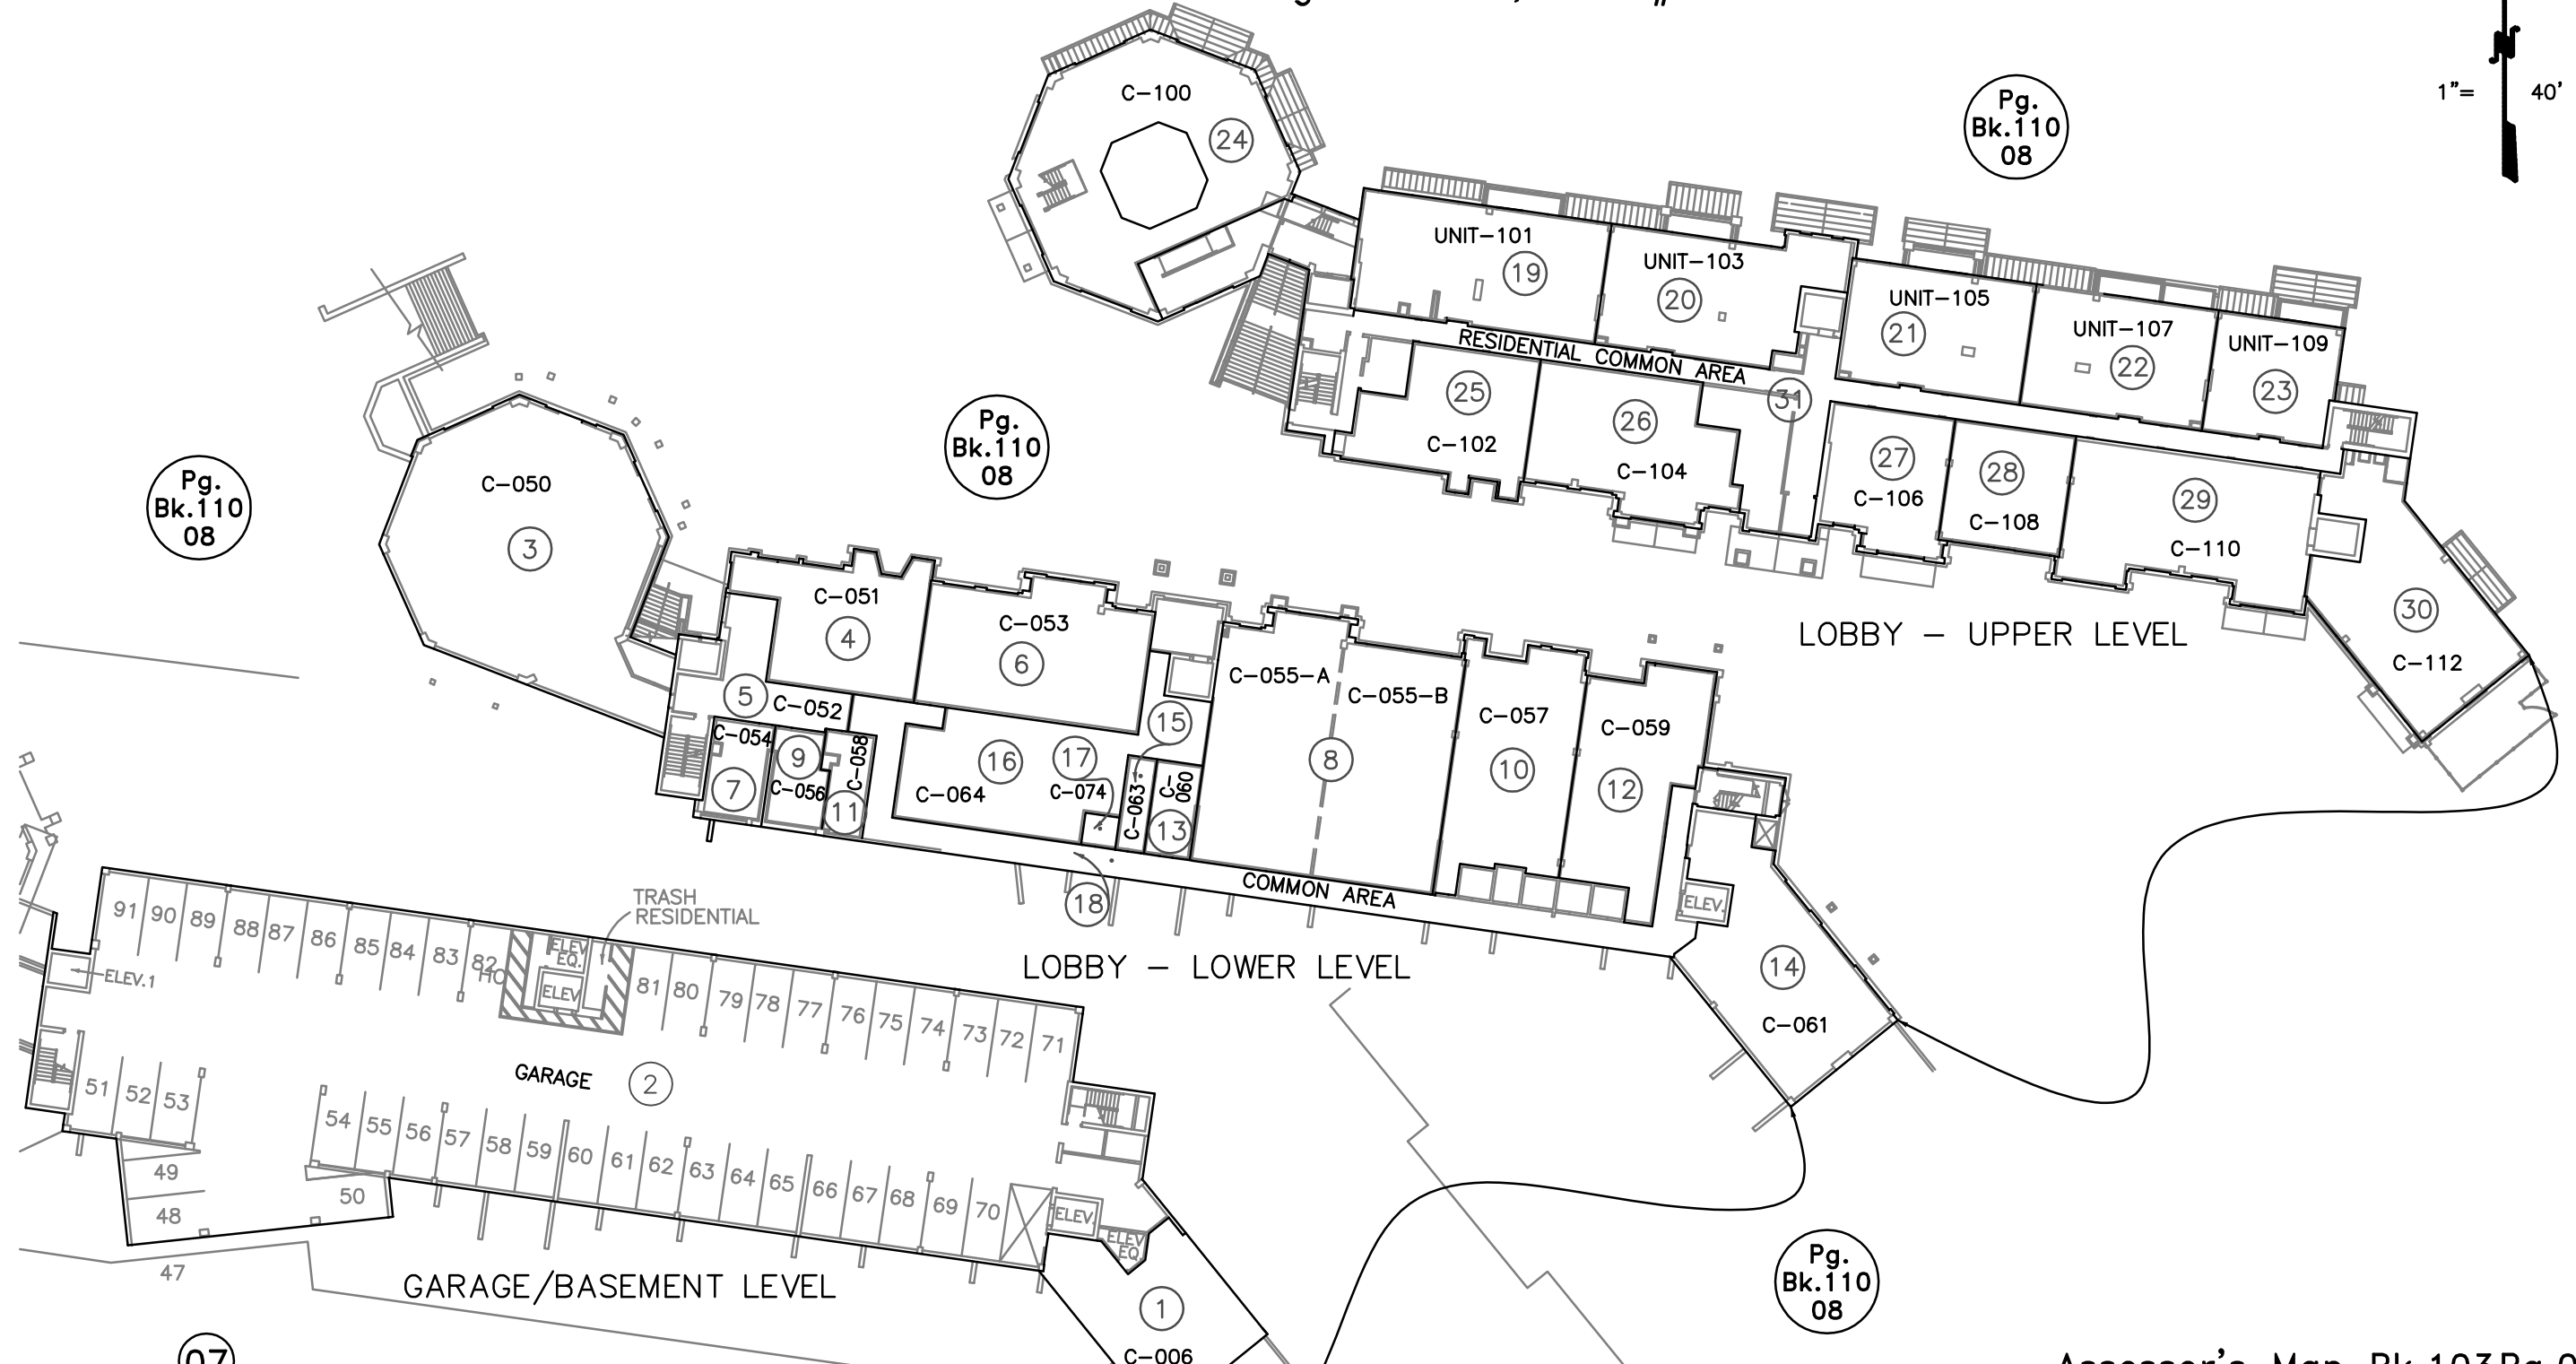 1"= 40'
N
Pg.
Bk.110
08
C-100
24
UNIT-101
19
UNIT-103
20
UNIT-105
21
UNIT-107
22
UNIT-109
23
RESIDENTIAL COMMON AREA
31
25
C-102
26
C-104
27
C-106
28
C-108
29
C-110
30
C-112
LOBBY - UPPER LEVEL
Pg.
Bk.110
08
Pg.
Bk.110
08
C-050
3
C-051
4
C-053
6
5
C-052
C-054
7
9
C-056
C-058
11
16
C-064
17
C-074
15
C-063
C-
060
13
C-055-A
C-055-B
8
C-057
10
C-059
12
COMMON AREA
18
ELEV.
14
C-061
LOBBY - LOWER LEVEL
TRASH
RESIDENTIAL
91 90 89 88 87 86 85 84 83 82
ELEV
EQ.
ELEV
81 80 79 78 77 76 75 74 73 72 71
ELEV.1
GARAGE
2
51 52 53
54 55 56 57 58 59 60 61 62 63 64 65 66 67 68 69 70
49
50
48
47
ELEV.
ELEV
EQ.
GARAGE/BASEMENT LEVEL
1
C-006
Pg.
Bk.110
08
07
Assessor's Map Bk.103Pg.